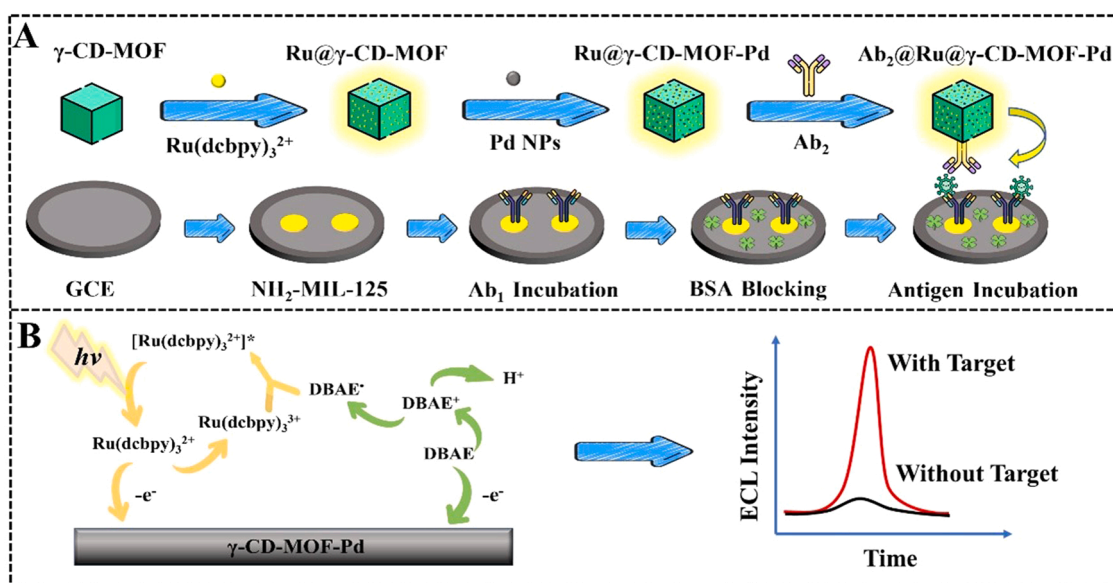 A
γ-CD-MOF
Ru@γ-CD-MOF
Ru@γ-CD-MOF-Pd
Ab₂@Ru@γ-CD-MOF-Pd
Ru(dcbpy)₃²⁺
Pd NPs
Ab₂
GCE
NH₂-MIL-125
Ab₁ Incubation
BSA Blocking
Antigen Incubation
B
hν
[Ru(dcbpy)₃²⁺]*
Ru(dcbpy)₃²⁺
Ru(dcbpy)₃³⁺
DBAE•
DBAE⁺
H⁺
DBAE
-e⁻
-e⁻
γ-CD-MOF-Pd
ECL Intensity
With Target
Without Target
Time